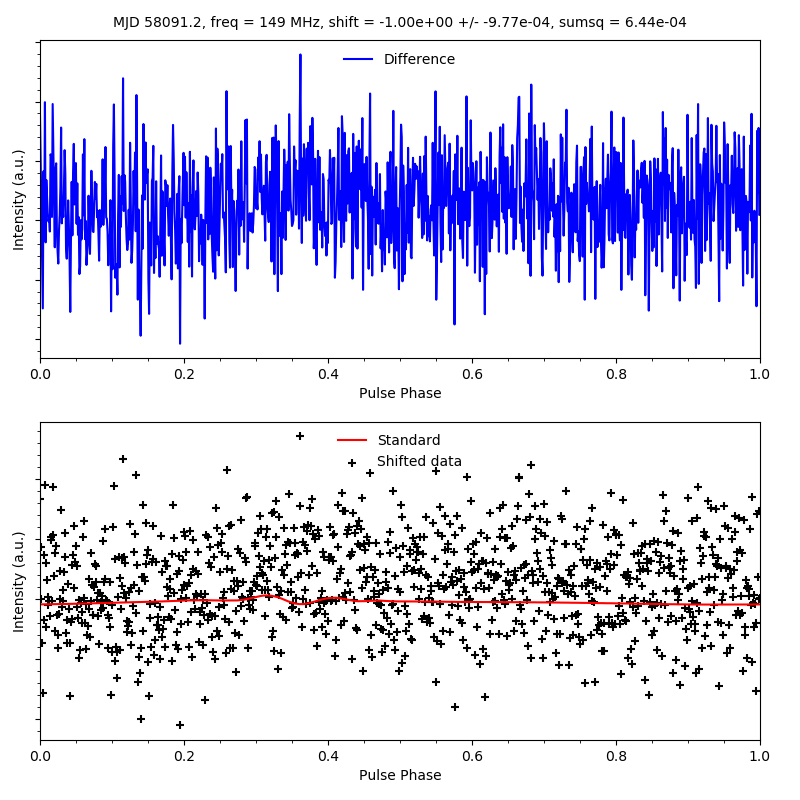 MJD 58091.2, freq = 149 MHz, shift = -1.00e+00 +/- -9.77e-04, sumsq = 6.44e-04
Difference
Intensity (a.u.)
0.0 0.2 0.4 0.6 0.8 1.0
Pulse Phase
Standard
Shifted data
Intensity (a.u.)
0.0 0.2 0.4 0.6 0.8 1.0
Pulse Phase